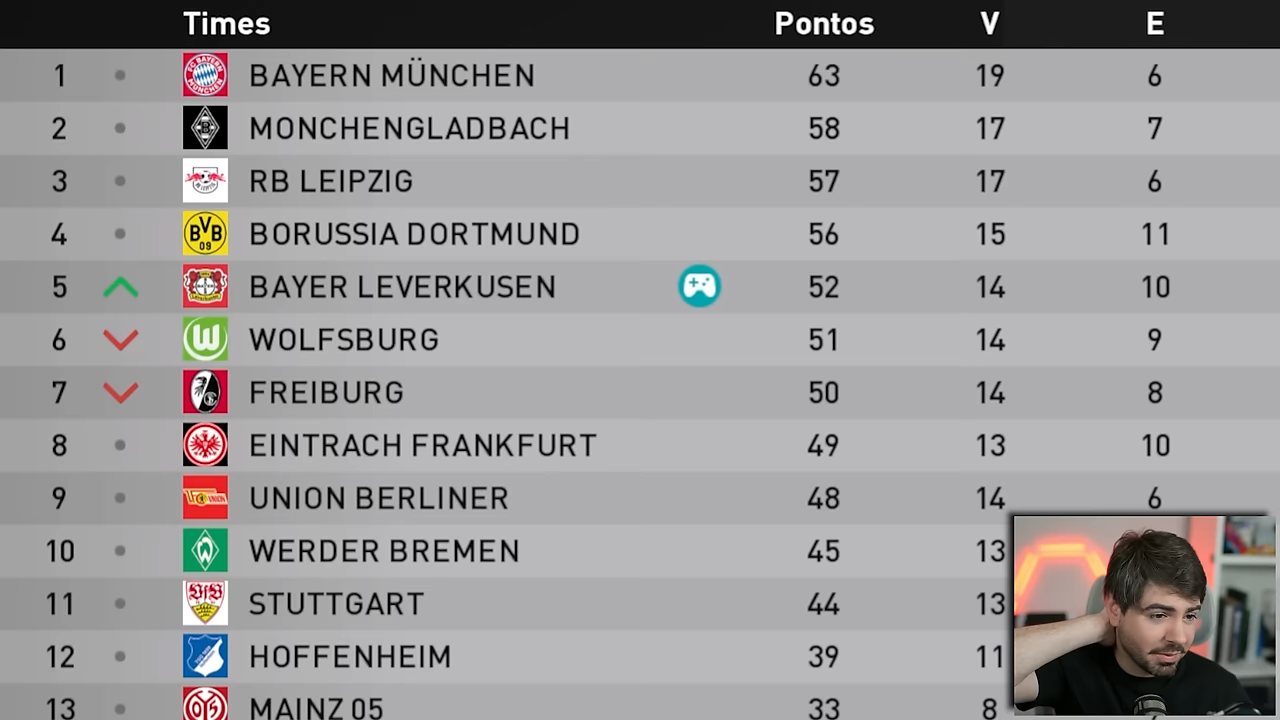 Times Pontos V E
1 BAYERN MÜNCHEN 63 19 6
2 MONCHENGLADBACH 58 17 7
3 RB LEIPZIG 57 17 6
4 BVB 09 BORUSSIA DORTMUND 56 15 11
5 BAYER LEVERKUSEN 52 14 10
6 W WOLFSBURG 51 14 9
7 FREIBURG 50 14 8
8 EINTRACH FRANKFURT 49 13 10
9 UNION BERLINER 48 14 6
10 W WERDER BREMEN 45 13
11 STUTTGART 44 13
12 HOFFENHEIM 39 11
13 MAINZ 05 33 8